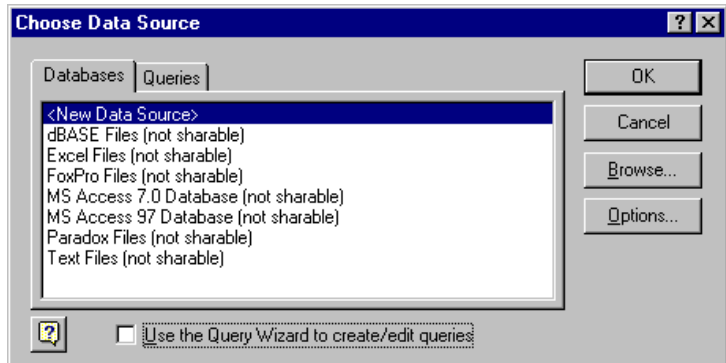 Choose Data Source
Databases
Queries
<New Data Source>
dBASE Files (not sharable)
Excel Files (not sharable)
FoxPro Files (not sharable)
MS Access 7.0 Database (not sharable)
MS Access 97 Database (not sharable)
Paradox Files (not sharable)
Text Files (not sharable)
OK
Cancel
Browse...
Options...
Use the Query Wizard to create/edit queries